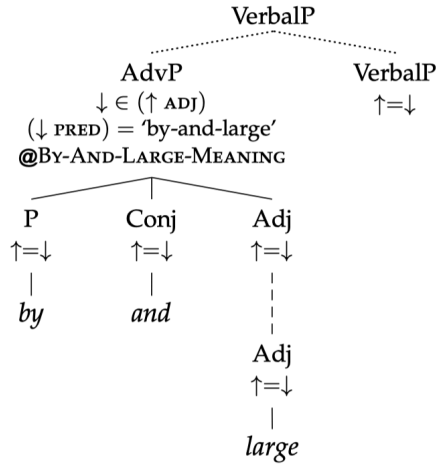 VerbalP
AdvP VerbalP
↓ ∈ (↑ ADJ) ↑=↓
(↓ PRED) = ‘by-and-large’
@BY-AND-LARGE-MEANING
P Conj Adj
↑=↓ ↑=↓ ↑=↓
by and
Adj
↑=↓
large